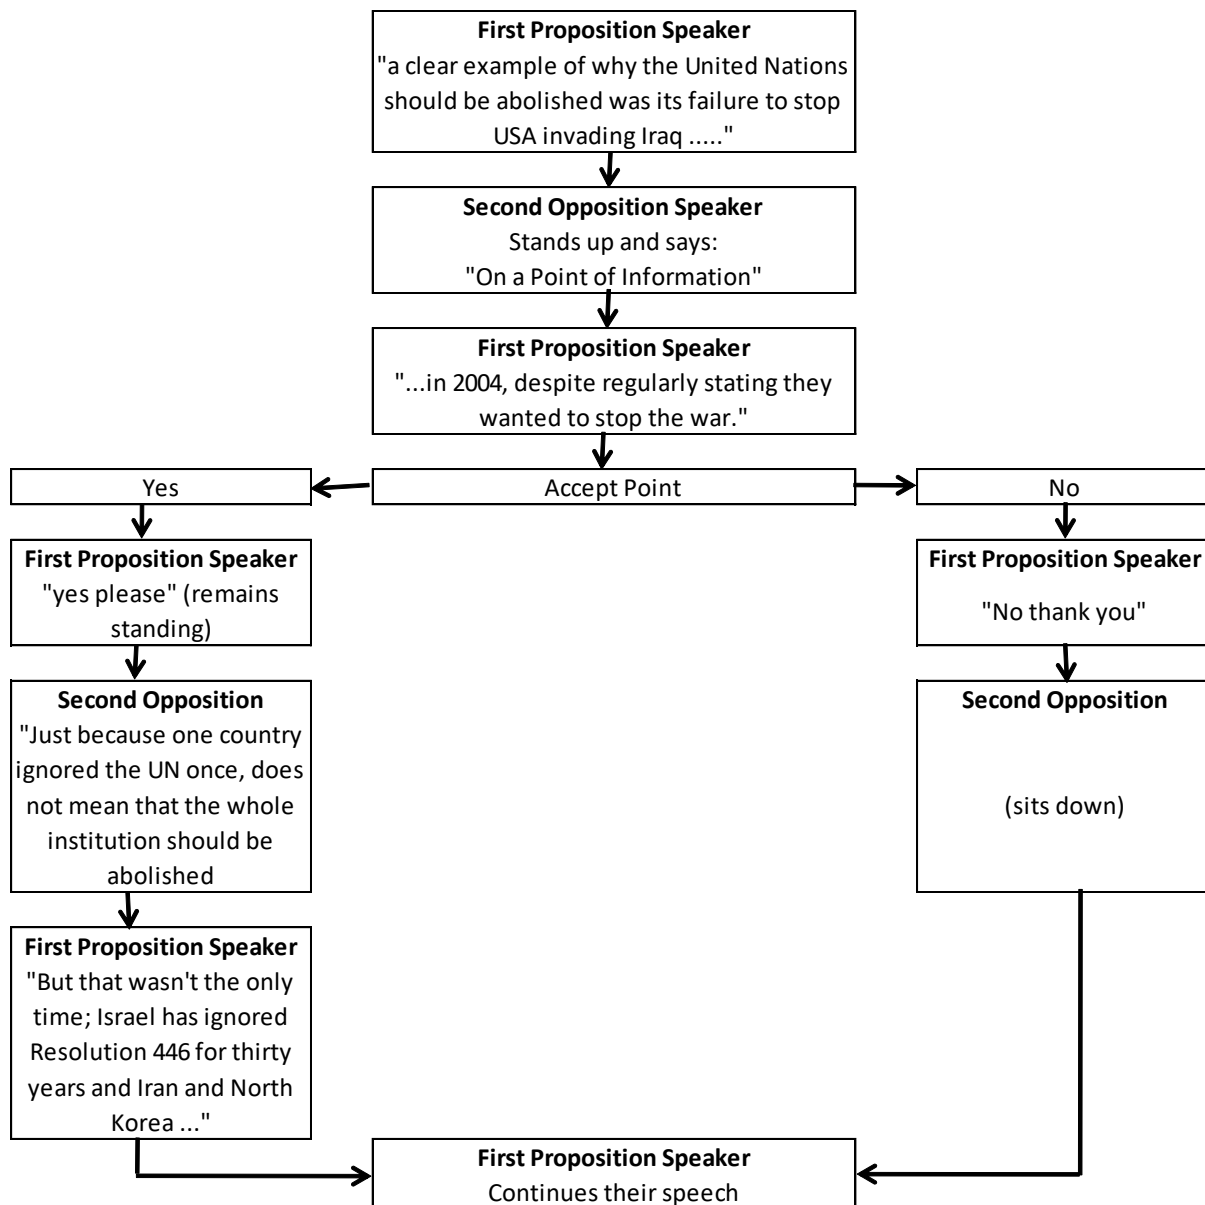 First Proposition Speaker
"a clear example of why the United Nations
should be abolished was its failure to stop
USA invading Iraq ....."
Second Opposition Speaker
Stands up and says:
"On a Point of Information"
First Proposition Speaker
"...in 2004, despite regularly stating they
wanted to stop the war."
Yes
Accept Point
No
First Proposition Speaker
"yes please" (remains
standing)
First Proposition Speaker
"No thank you"
Second Opposition
"Just because one country
ignored the UN once, does
not mean that the whole
institution should be
abolished
Second Opposition
(sits down)
First Proposition Speaker
"But that wasn't the only
time; Israel has ignored
Resolution 446 for thirty
years and Iran and North
Korea ..."
First Proposition Speaker
Continues their speech